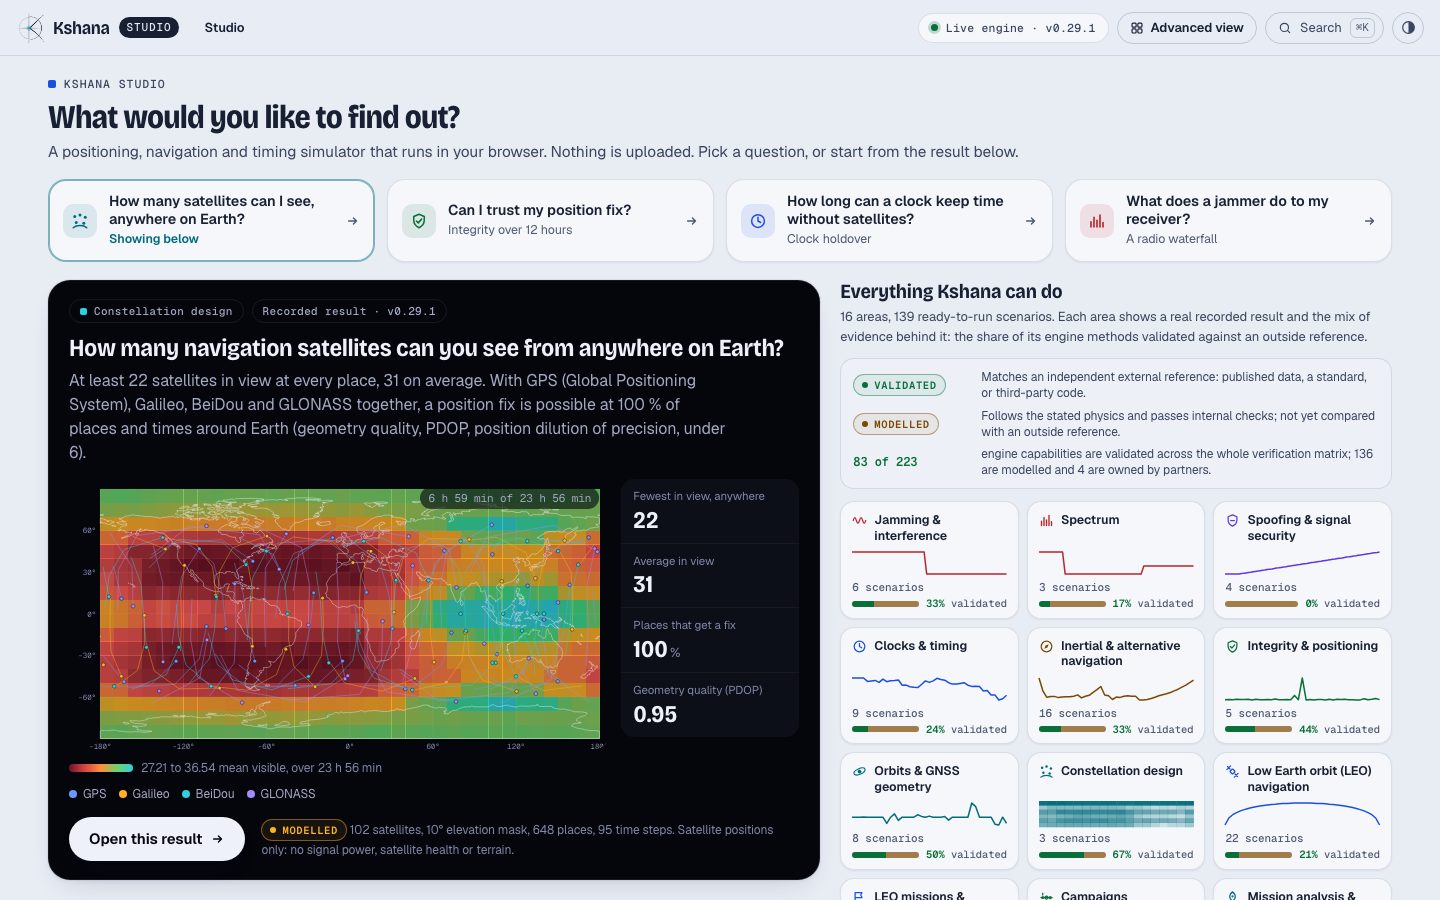 Kshana STUDIO Studio
Live engine · v0.29.1
Advanced view
Search ⌘K
KSHANA STUDIO
What would you like to find out?
A positioning, navigation and timing simulator that runs in your browser. Nothing is uploaded. Pick a question, or start from the result below.
How many satellites can I see,
anywhere on Earth?
Showing below
Can I trust my position fix?
Integrity over 12 hours
How long can a clock keep time
without satellites?
Clock holdover
What does a jammer do to my
receiver?
A radio waterfall
Constellation design
Recorded result · v0.29.1
How many navigation satellites can you see from anywhere on Earth?
At least 22 satellites in view at every place, 31 on average. With GPS (Global Positioning
System), Galileo, BeiDou and GLONASS together, a position fix is possible at 100 % of
places and times around Earth (geometry quality, PDOP, position dilution of precision, under
6).
6 h 59 min of 23 h 56 min
60°
30°
0°
-30°
-60°
-180° -120° -60° 0° 60° 120° 180°
Fewest in view, anywhere
22
Average in view
31
Places that get a fix
100 %
Geometry quality (PDOP)
0.95
27.21 to 36.54 mean visible, over 23 h 56 min
GPS Galileo BeiDou GLONASS
Open this result →
MODELLED 102 satellites, 10° elevation mask, 648 places, 95 time steps. Satellite positions
only: no signal power, satellite health or terrain.
Everything Kshana can do
16 areas, 139 ready-to-run scenarios. Each area shows a real recorded result and the mix of
evidence behind it: the share of its engine methods validated against an outside reference.
VALIDATED
Matches an independent external reference: published data, a standard,
or third-party code.
MODELLED
Follows the stated physics and passes internal checks; not yet compared
with an outside reference.
83 of 223
engine capabilities are validated across the whole verification matrix; 136
are modelled and 4 are owned by partners.
Jamming &
interference
6 scenarios
33% validated
Spectrum
3 scenarios
17% validated
Spoofing & signal
security
4 scenarios
0% validated
Clocks & timing
9 scenarios
24% validated
Inertial & alternative
navigation
16 scenarios
33% validated
Integrity & positioning
5 scenarios
44% validated
Orbits & GNSS
geometry
8 scenarios
50% validated
Constellation design
3 scenarios
67% validated
Low Earth orbit (LEO)
navigation
22 scenarios
21% validated
LEO missions &
Campaigns
Mission analysis &